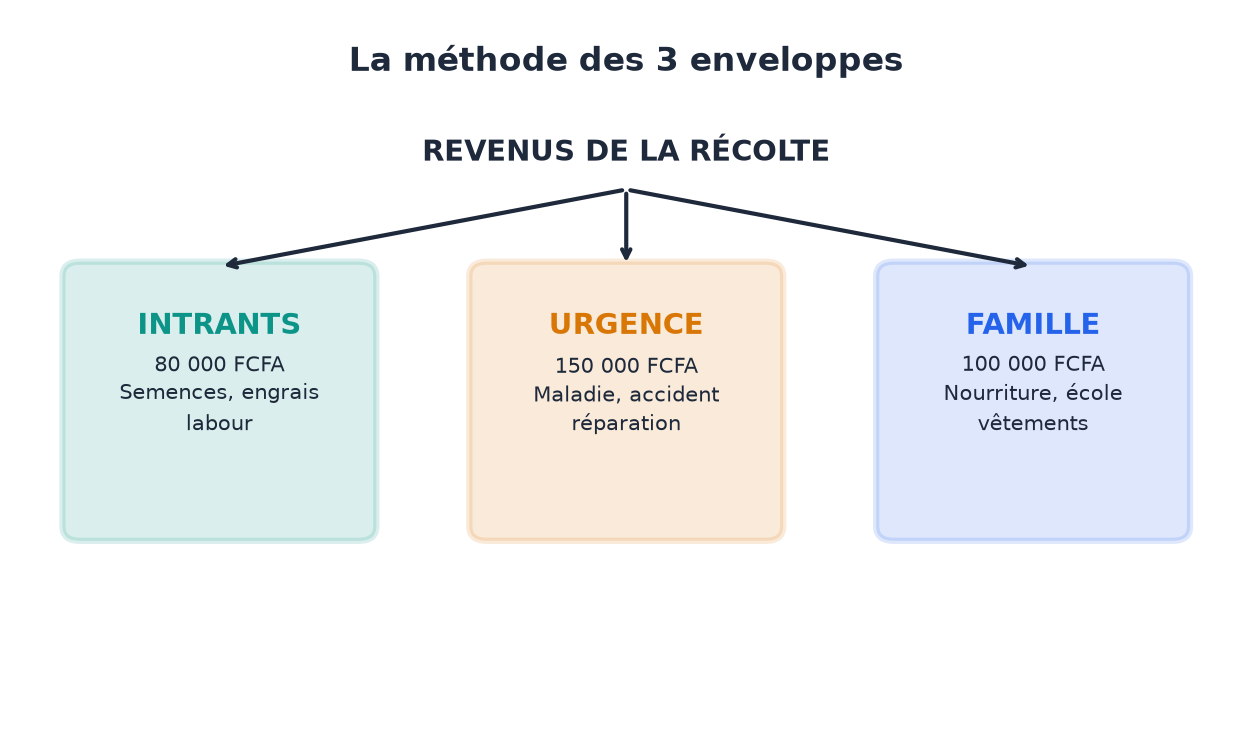 La méthode des 3 enveloppes
REVENUS DE LA RÉCOLTE
INTRANTS
80 000 FCFA
Semences, engrais
labour
URGENCE
150 000 FCFA
Maladie, accident
réparation
FAMILLE
100 000 FCFA
Nourriture, école
vêtements